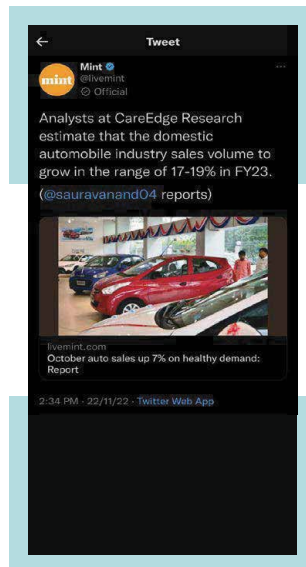 Tweet
mint
Mint
@livemint
Official
Analysts at CareEdge Research
estimate that the domestic
automobile industry sales volume to
grow in the range of 17-19% in FY23.
(@sauravanand04 reports)
livemint.com
October auto sales up 7% on healthy demand:
Report
2:34 PM · 22/11/22 · Twitter Web App